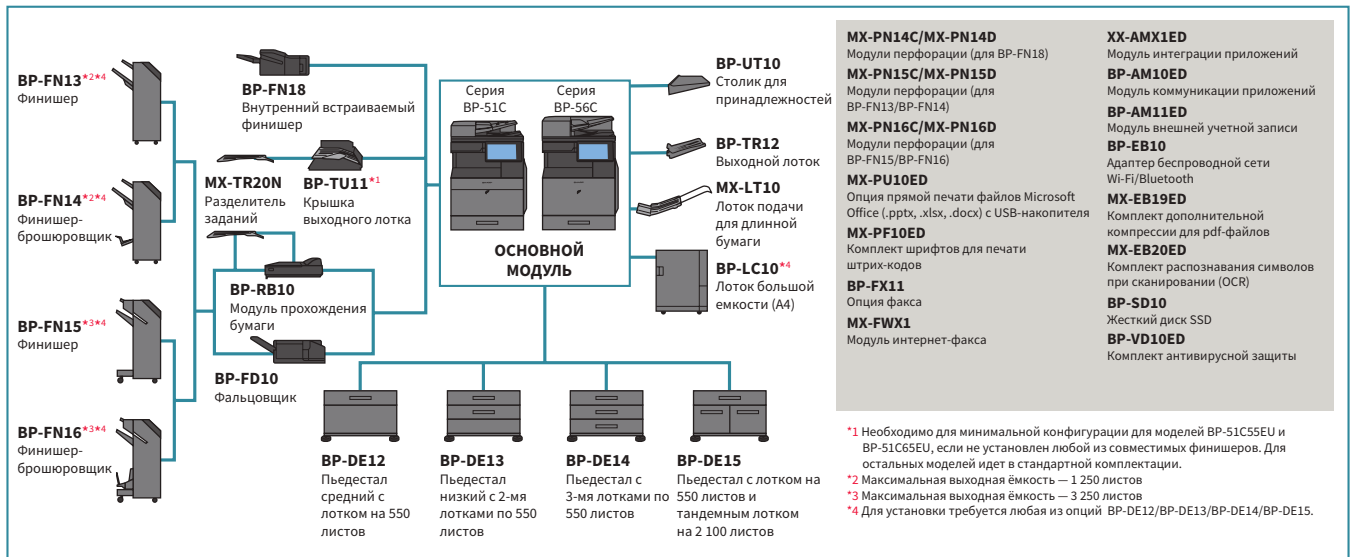 BP-FN13*2*4
Финишер
BP-FN14*2*4
Финишер-
брошюровщик
BP-FN15*3*4
Финишер
BP-FN16*3*4
Финишер-
брошюровщик
BP-FN18
Внутренний встраиваемый
финишер
MX-TR20N
Разделитель
заданий
BP-TU11*1
Крышка
выходного лотка
BP-RB10
Модуль прохождения
бумаги
BP-FD10
Фальцовщик
Серия
BP-51C
Серия
BP-56C
ОСНОВНОЙ
МОДУЛЬ
BP-UT10
Столик для
принадлежностей
BP-TR12
Выходной лоток
MX-LT10
Лоток подачи
для длинной
бумаги
BP-LC10*4
Лоток большой
емкости (А4)
BP-DE12
Пьедестал
средний с
лотком на 550
листов
BP-DE13
Пьедестал
низкий с 2-мя
лотками по 550
листов
BP-DE14
Пьедестал с
3-мя лотками по
550 листов
BP-DE15
Пьедестал с лотком на
550 листов и
тандемным лотком
на 2 100 листов
MX-PN14C/MX-PN14D
Модули перфорации (для BP-FN18)
MX-PN15C/MX-PN15D
Модули перфорации (для
BP-FN13/BP-FN14)
MX-PN16C/MX-PN16D
Модули перфорации (для
BP-FN15/BP-FN16)
MX-PU10ED
Опция прямой печати файлов Microsoft
Office (.pptx, .xlsx, .docx) с USB-накопителя
MX-PF10ED
Комплект шрифтов для печати
штрих-кодов
BP-FX11
Опция факса
MX-FWX1
Модуль интернет-факса
XX-AMX1ED
Модуль интеграции приложений
BP-AM10ED
Модуль коммуникации приложений
BP-AM11ED
Модуль внешней учетной записи
BP-EB10
Адаптер беспроводной сети
Wi-Fi/Bluetooth
MX-EB19ED
Комплект дополнительной
компрессии для pdf-файлов
MX-EB20ED
Комплект распознавания символов
при сканировании (OCR)
BP-SD10
Жесткий диск SSD
BP-VD10ED
Комплект антивирусной защиты
*1 Необходимо для минимальной конфигурации для моделей BP-51C55EU и
BP-51C65EU, если не установлен любой из совместимых финишеров. Для
остальных моделей идет в стандартной комплектации.
*2 Максимальная выходная ёмкость — 1 250 листов
*3 Максимальная выходная ёмкость — 3 250 листов
*4 Для установки требуется любая из опций BP-DE12/BP-DE13/BP-DE14/BP-DE15.